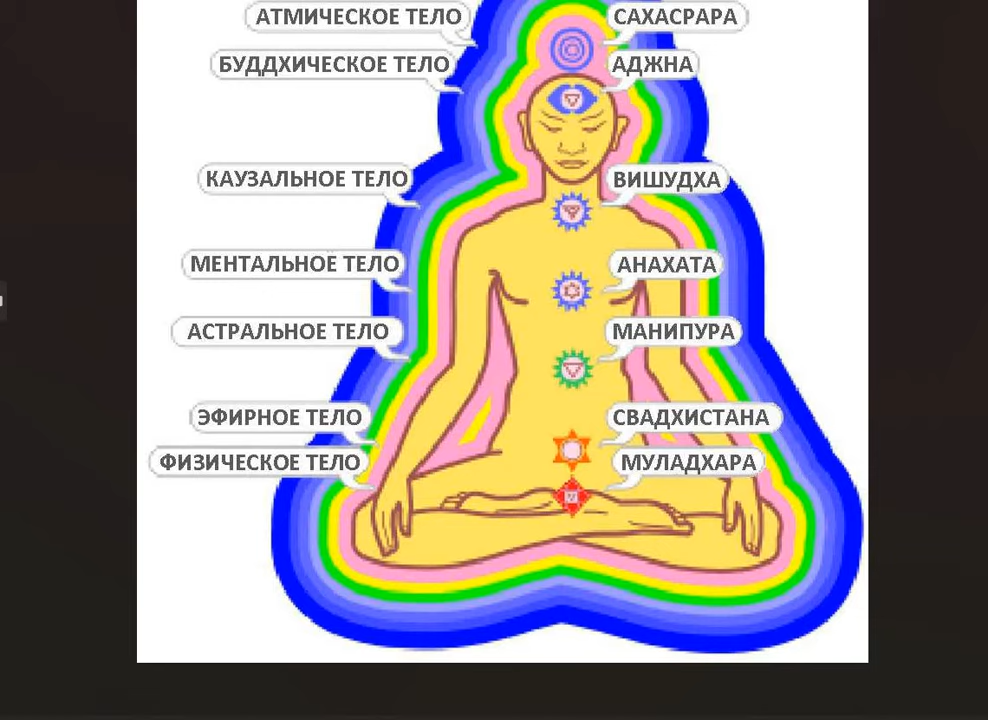 АТМИЧЕСКОЕ ТЕЛО
САХАСРАРА
БУДДХИЧЕСКОЕ ТЕЛО
АДЖНА
КАУЗАЛЬНОЕ ТЕЛО
ВИШУДХА
МЕНТАЛЬНОЕ ТЕЛО
АНАХАТА
АСТРАЛЬНОЕ ТЕЛО
МАНИПУРА
ЭФИРНОЕ ТЕЛО
СВАДХИСТАНА
ФИЗИЧЕСКОЕ ТЕЛО
МУЛАДХАРА